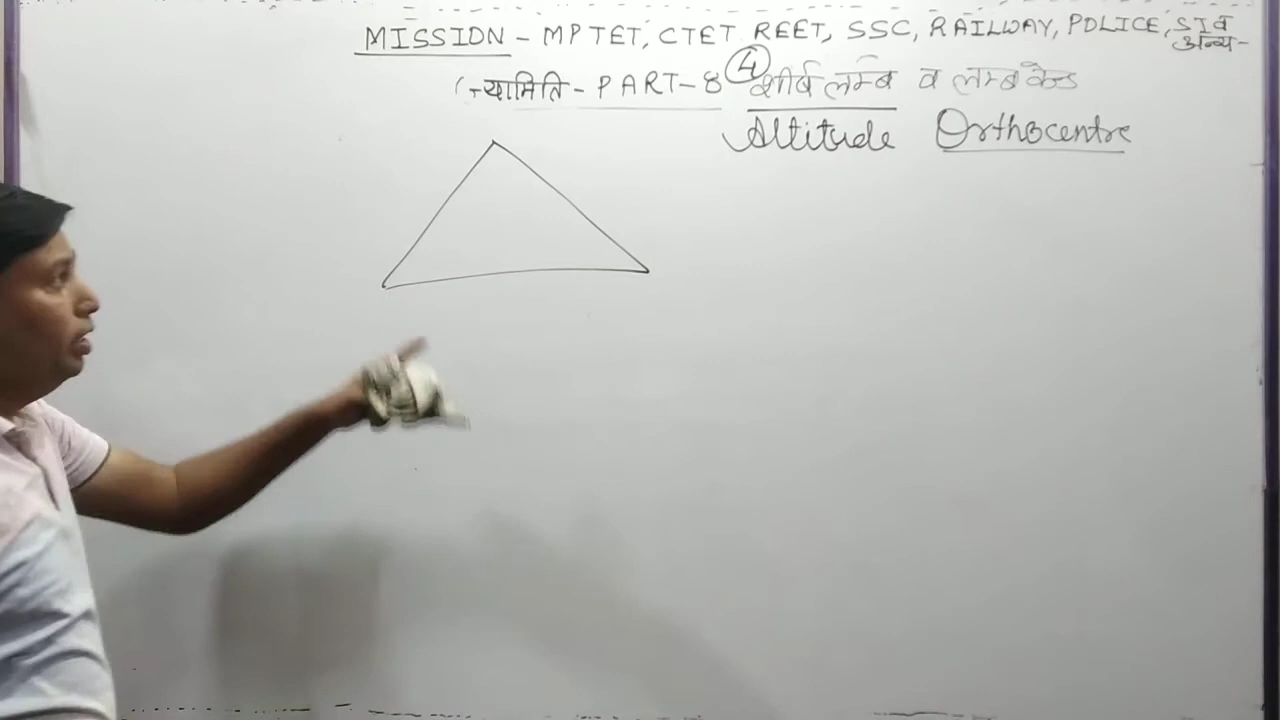 MISSION - MPTET, CTET REET, SSC, RAILWAY, POLICE, SI व
अन्य-
ज्यामिति - PART-8 ④ शीर्ष लम्ब व लम्ब केन्द्र
Altitude Orthocentre